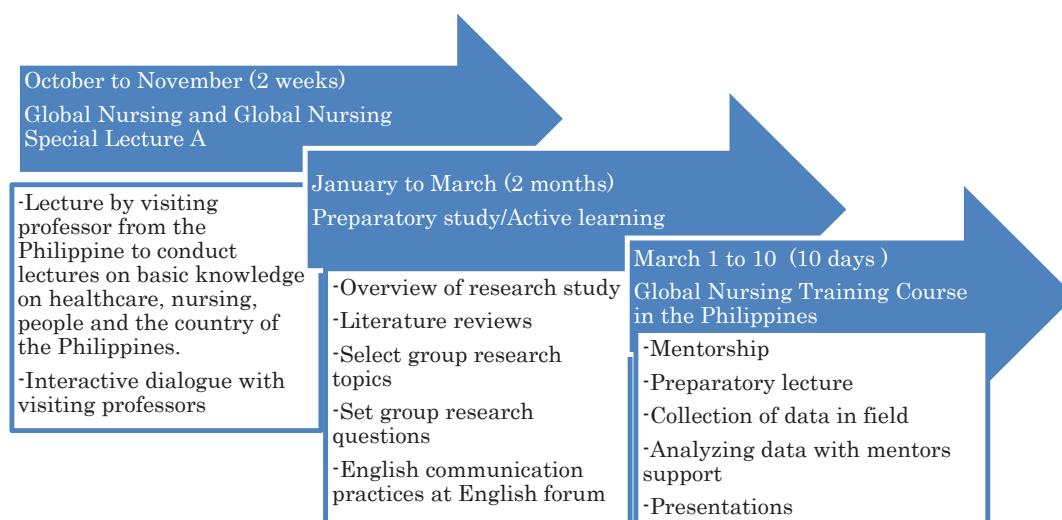 October to November (2 weeks)
Global Nursing and Global Nursing
Special Lecture A
-Lecture by visiting
professor from the
Philippine to conduct
lectures on basic knowledge
on healthcare, nursing,
people and the country of
the Philippines.
-Interactive dialogue with
visiting professors
January to March (2 months)
Preparatory study/Active learning
-Overview of research study
-Literature reviews
-Select group research
topics
-Set group research
questions
-English communication
practices at English forum
March 1 to 10 (10 days )
Global Nursing Training Course
in the Philippines
-Mentorship
-Preparatory lecture
-Collection of data in field
-Analyzing data with mentors
support
-Presentations